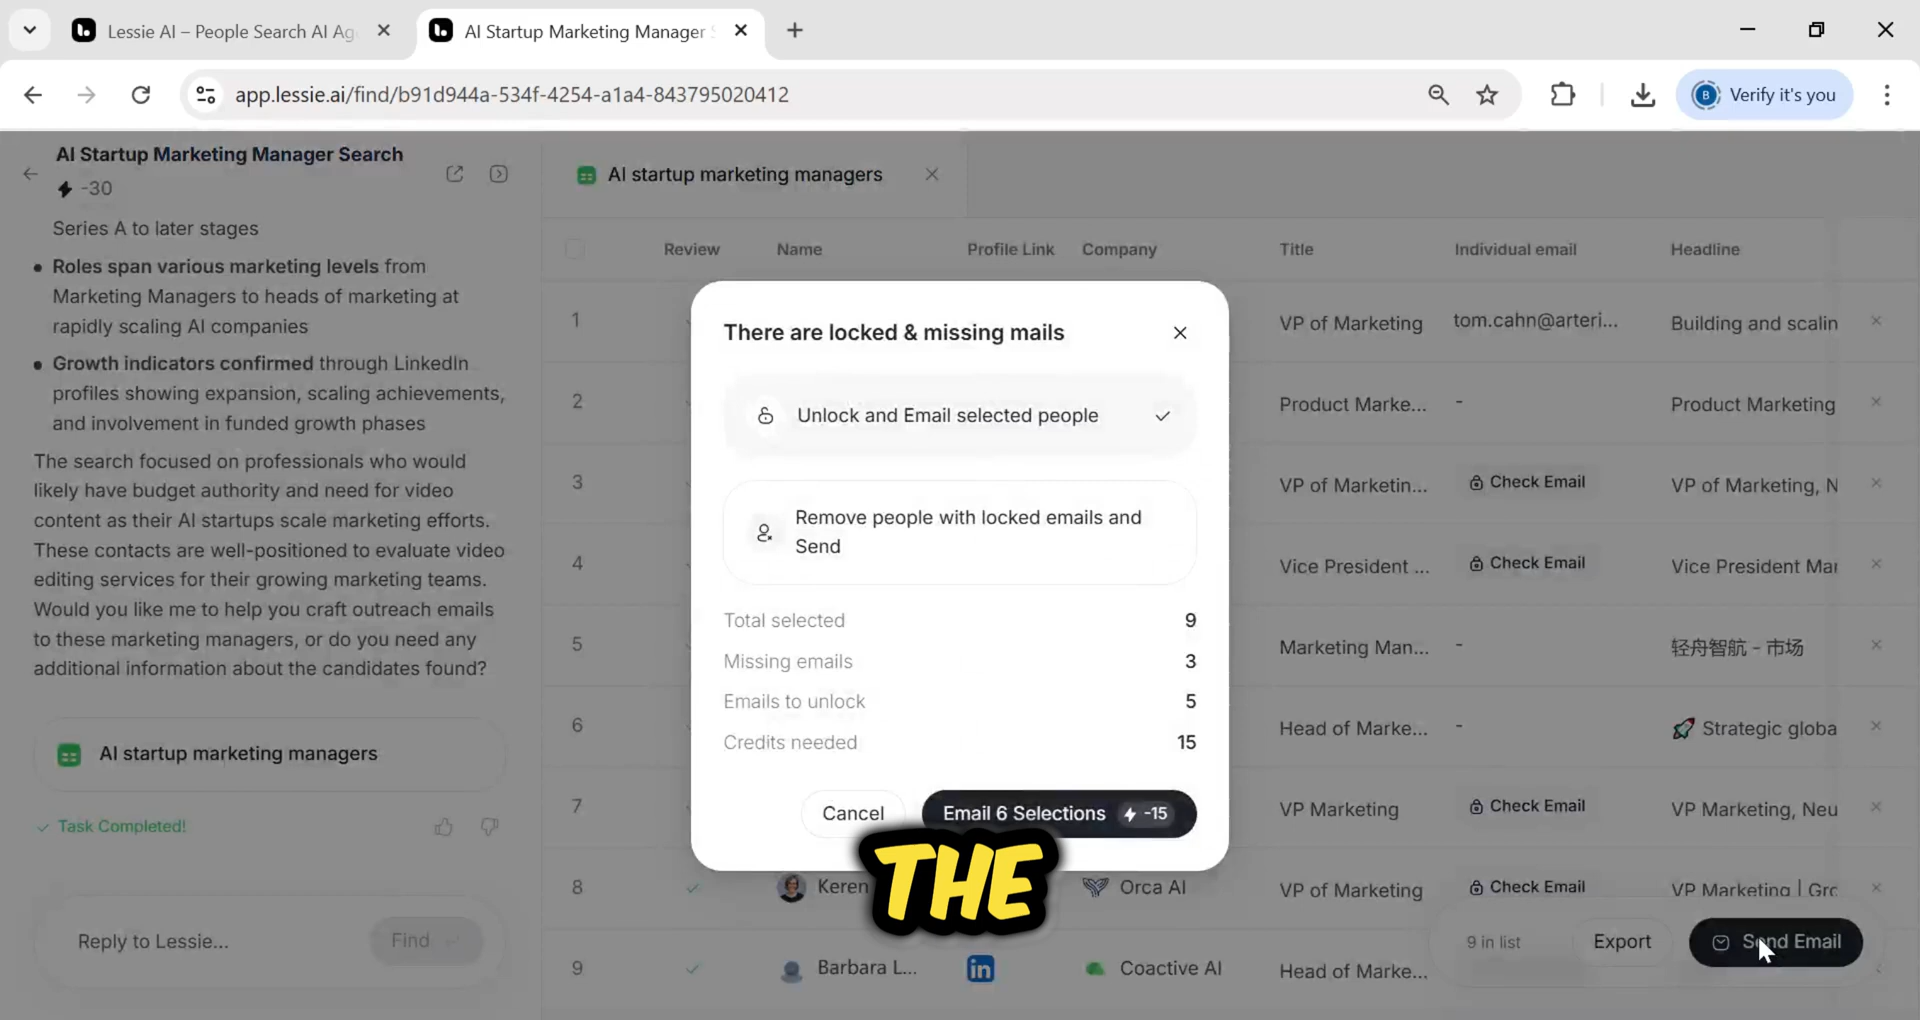 Lessie AI – People Search AI Ag
AI Startup Marketing Manager S
app.lessie.ai/find/b91d944a-534f-4254-a1a4-843795020412
B
Verify it's you
AI Startup Marketing Manager Search
-30
Series A to later stages
Roles span various marketing levels from
Marketing Managers to heads of marketing at
rapidly scaling AI companies
Growth indicators confirmed through LinkedIn
profiles showing expansion, scaling achievements,
and involvement in funded growth phases
The search focused on professionals who would
likely have budget authority and need for video
content as their AI startups scale marketing efforts.
These contacts are well-positioned to evaluate video
editing services for their growing marketing teams.
Would you like me to help you craft outreach emails
to these marketing managers, or do you need any
additional information about the candidates found?
AI startup marketing managers
Task Completed!
Reply to Lessie...
Find
AI startup marketing managers
Review Name Profile Link Company Title Individual email Headline
1 VP of Marketing tom.cahn@arteri... Building and scalin
2 Product Marke... - Product Marketing
3 VP of Marketin... Check Email VP of Marketing, N
4 Vice President ... Check Email Vice President Mar
5 Marketing Man... - 轻舟智航 - 市场
6 Head of Marke... - 🚀 Strategic globa
7 VP Marketing Check Email VP Marketing, Neu
8 Keren Orca AI VP of Marketing Check Email VP Marketing | Gro
9 Barbara L... in Coactive AI Head of Marke...
There are locked & missing mails
Unlock and Email selected people
Remove people with locked emails and
Send
Total selected 9
Missing emails 3
Emails to unlock 5
Credits needed 15
Cancel
Email 6 Selections -15
THE
9 in list
Export
Send Email